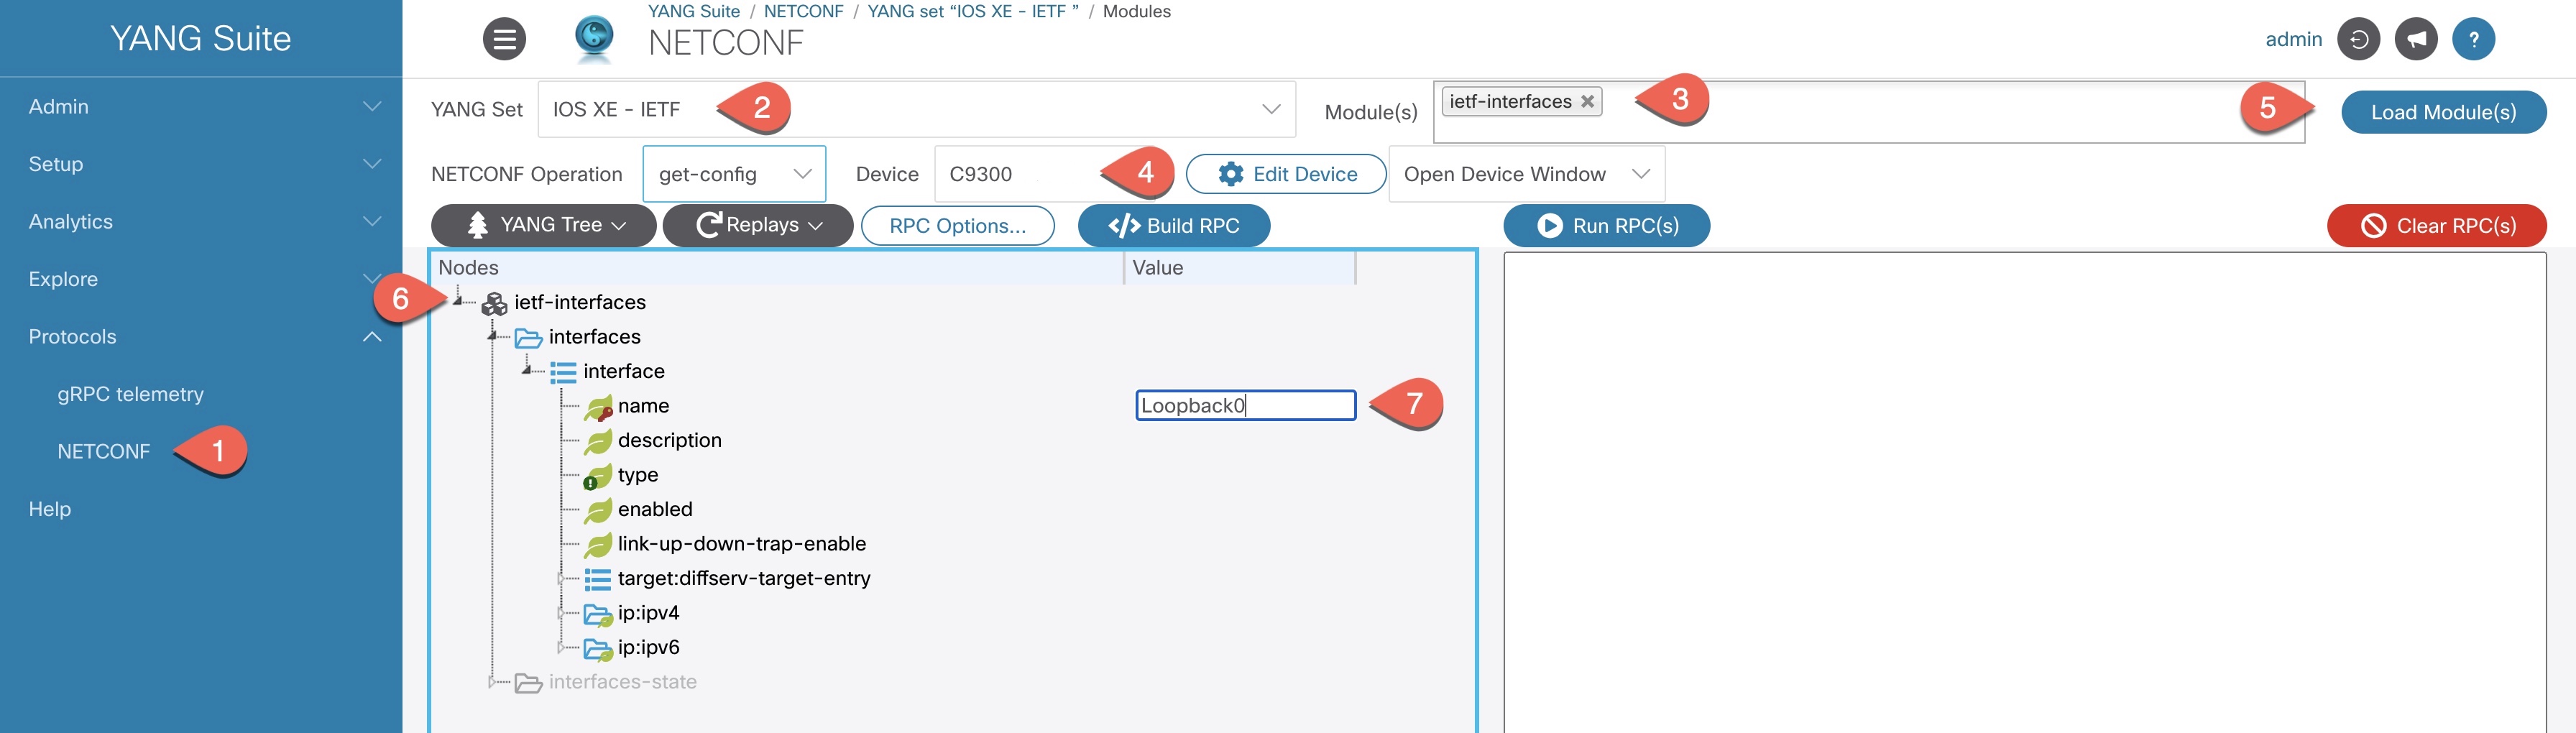 YANG Suite
YANG Suite / NETCONF / YANG set “IOS XE - IETF ” / Modules
NETCONF
admin
?
Admin
Setup
Analytics
Explore
Protocols
gRPC telemetry
NETCONF
1
Help
YANG Set
IOS XE - IETF
2
Module(s)
ietf-interfaces ×
3
5
Load Module(s)
NETCONF Operation
get-config
Device
C9300
4
Edit Device
Open Device Window
YANG Tree
Replays
RPC Options...
</> Build RPC
Run RPC(s)
Clear RPC(s)
Nodes
Value
6
ietf-interfaces
interfaces
interface
name
Loopback0
7
description
type
enabled
link-up-down-trap-enable
target:diffserv-target-entry
ip:ipv4
ip:ipv6
interfaces-state